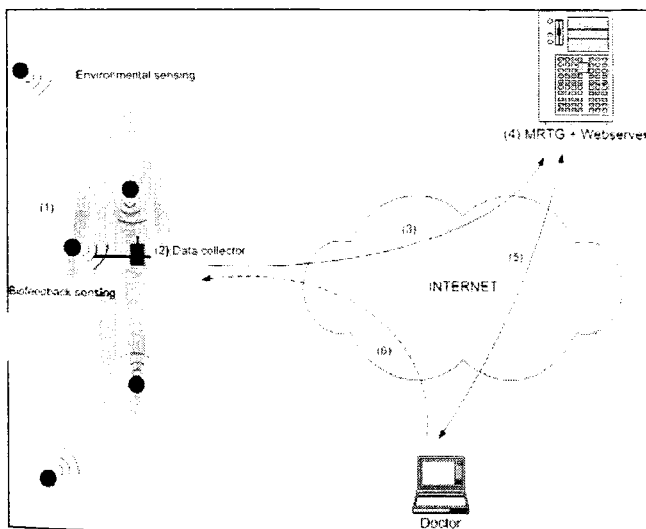 Environmental sensing
(4) MRTG + Webserver
(1)
(3)
(2) Data collector
(5)
INTERNET
Biofeedback sensing
(6)
Doctor